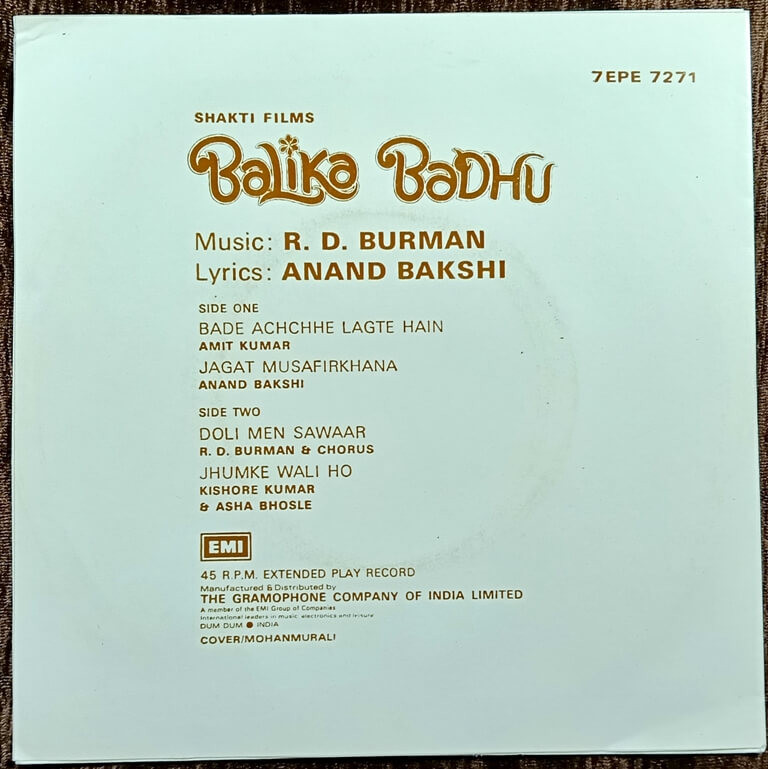 7EPE 7271
SHAKTI FILMS
BALIKA BADHU
Music: R. D. BURMAN
Lyrics: ANAND BAKSHI
SIDE ONE
BADE ACHCHHE LAGTE HAIN
AMIT KUMAR
JAGAT MUSAFIRKHANA
ANAND BAKSHI
SIDE TWO
DOLI MEN SAWAAR
R. D. BURMAN & CHORUS
JHUMKE WALI HO
KISHORE KUMAR
& ASHA BHOSLE
EMI
45 R.P.M. EXTENDED PLAY RECORD
Manufactured & Distributed by
THE GRAMOPHONE COMPANY OF INDIA LIMITED
A member of the EMI Group of Companies
International leaders in music electronics and leisure
DUM DUM ● INDIA
COVER/MOHANMURALI